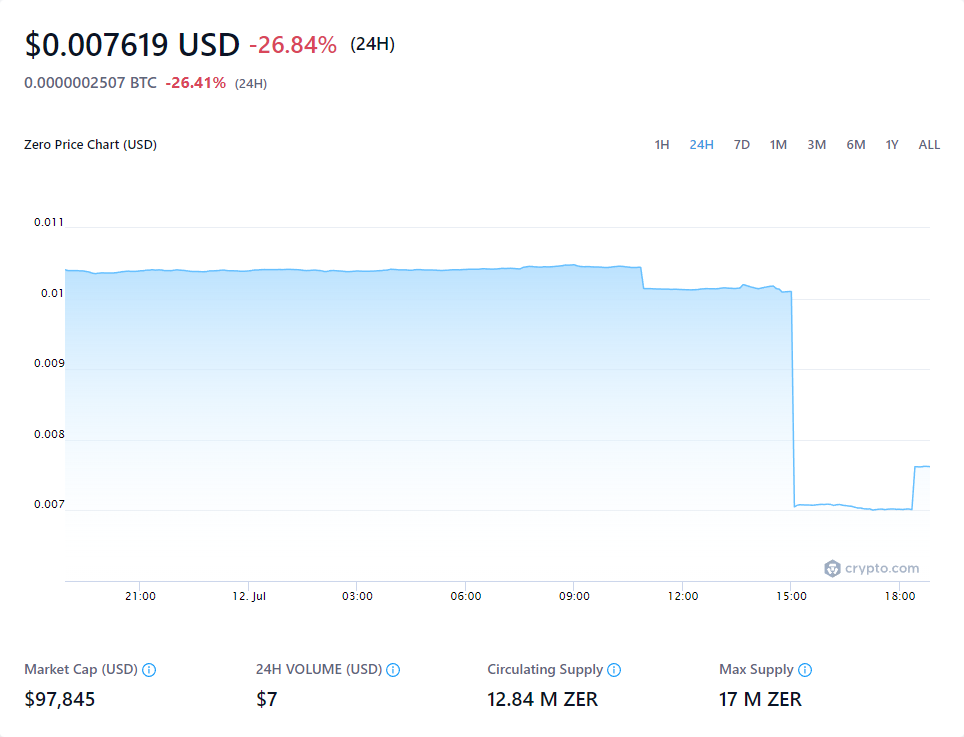 $0.007619 USD -26.84% (24H)
0.0000002507 BTC -26.41% (24H)
Zero Price Chart (USD) 1H 24H 7D 1M 3M 6M 1Y ALL
0.011
0.01
0.009
0.008
0.007
crypto.com
21:00 12. Jul 03:00 06:00 09:00 12:00 15:00 18:00
Market Cap (USD) 24H VOLUME (USD) Circulating Supply Max Supply
$97,845 $7 12.84 M ZER 17 M ZER